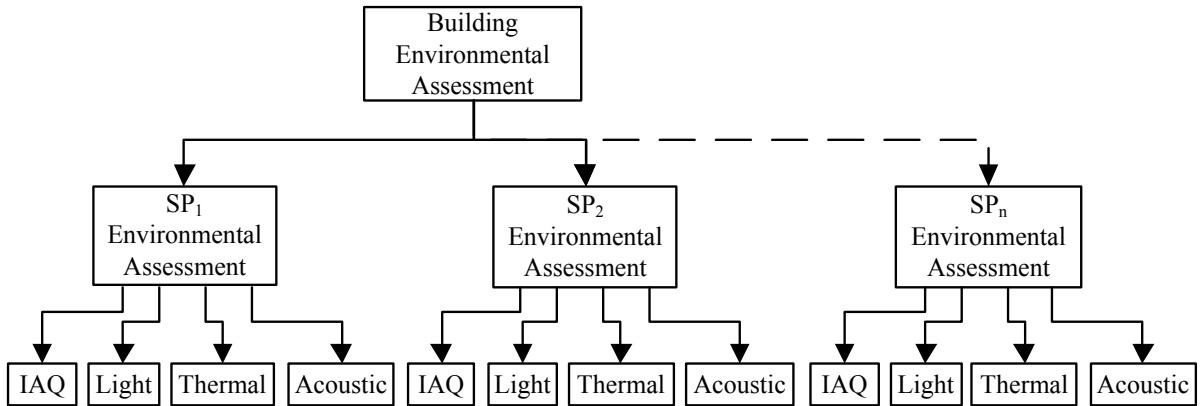 Building
Environmental
Assessment
SP₁
Environmental
Assessment
SP₂
Environmental
Assessment
SPₙ
Environmental
Assessment
IAQ
Light
Thermal
Acoustic
IAQ
Light
Thermal
Acoustic
IAQ
Light
Thermal
Acoustic